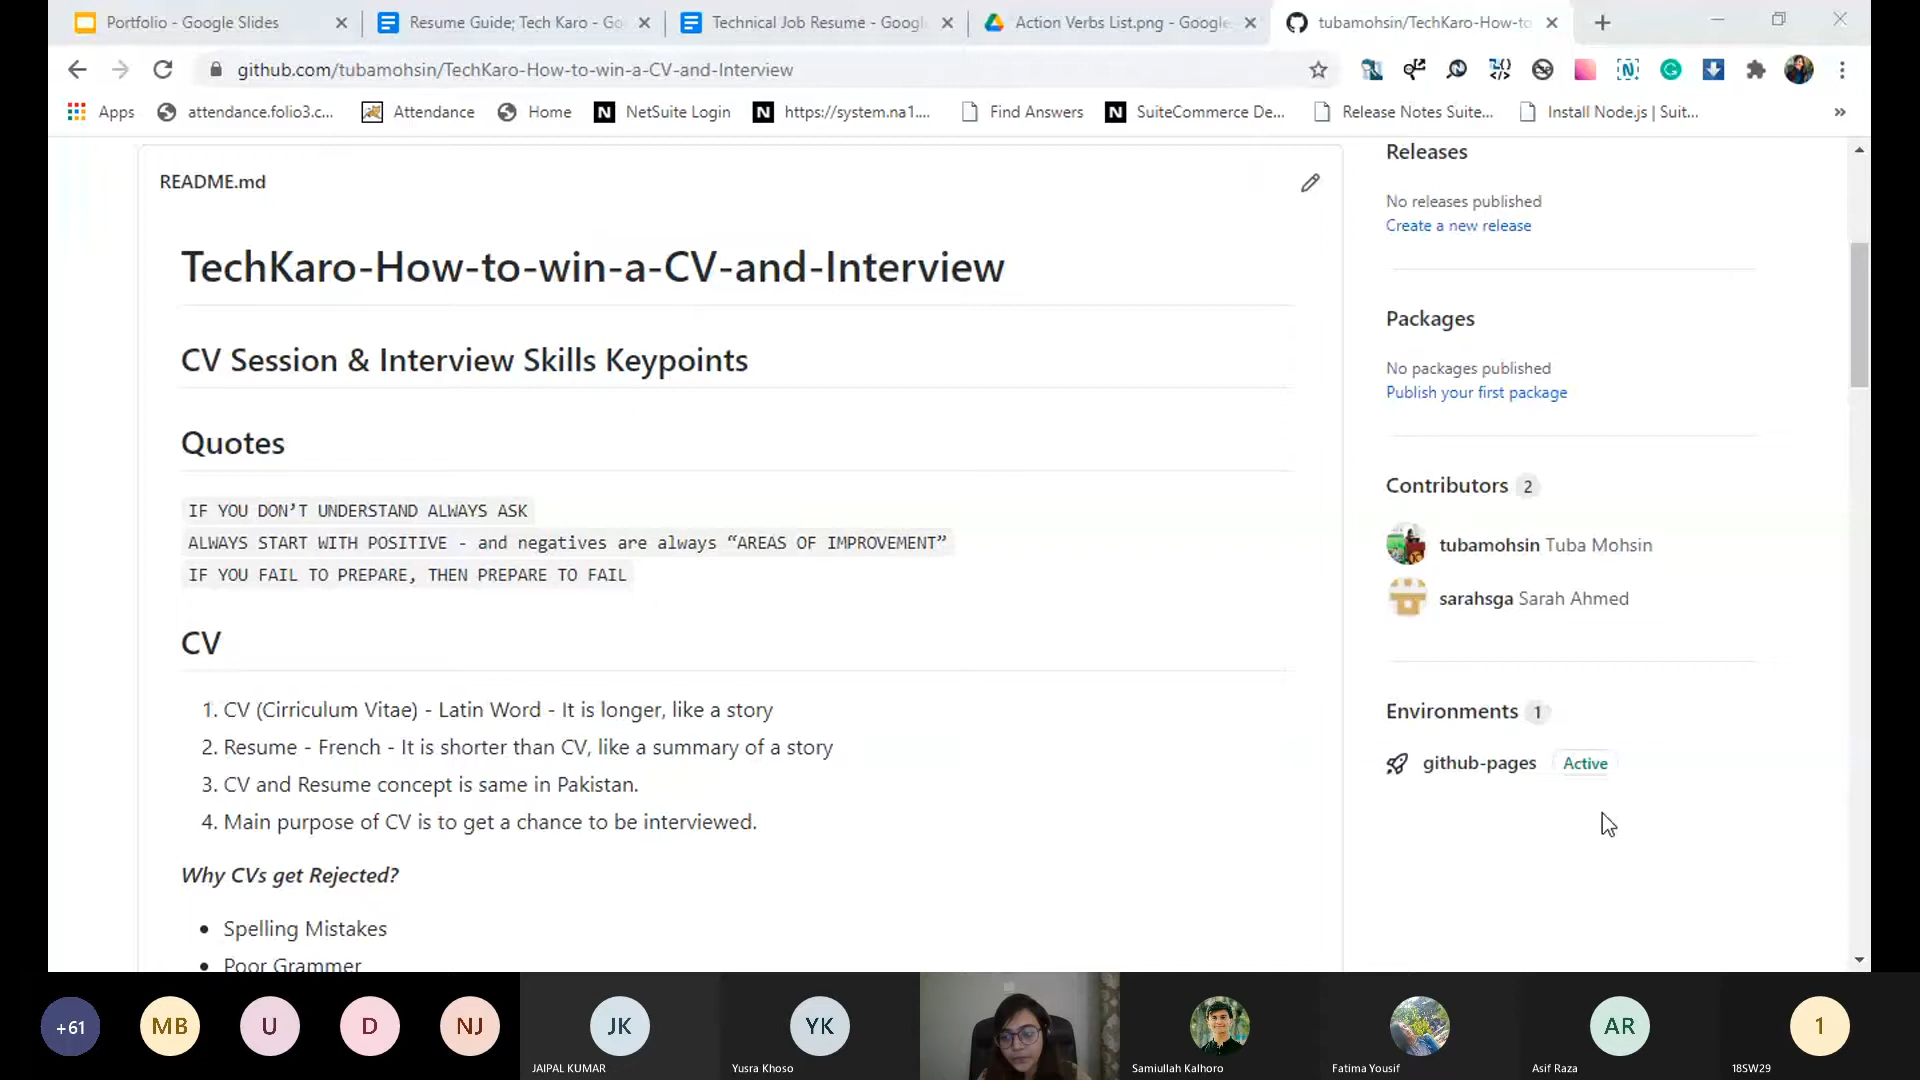 Portfolio - Google Slides
Resume Guide; Tech Karo - Go
Technical Job Resume - Googl
Action Verbs List.png - Google
tubamohsin/TechKaro-How-to
github.com/tubamohsin/TechKaro-How-to-win-a-CV-and-Interview
Apps
attendance.folio3.c...
Attendance
Home
NetSuite Login
https://system.na1....
Find Answers
SuiteCommerce De...
Release Notes Suite...
Install Node.js | Suit...
README.md
TechKaro-How-to-win-a-CV-and-Interview
CV Session & Interview Skills Keypoints
Quotes
IF YOU DON’T UNDERSTAND ALWAYS ASK
ALWAYS START WITH POSITIVE - and negatives are always “AREAS OF IMPROVEMENT”
IF YOU FAIL TO PREPARE, THEN PREPARE TO FAIL
CV
1. CV (Cirriculum Vitae) - Latin Word - It is longer, like a story
2. Resume - French - It is shorter than CV, like a summary of a story
3. CV and Resume concept is same in Pakistan.
4. Main purpose of CV is to get a chance to be interviewed.
Why CVs get Rejected?
Spelling Mistakes
Poor Grammer
Releases
No releases published
Create a new release
Packages
No packages published
Publish your first package
Contributors 2
tubamohsin Tuba Mohsin
sarahsga Sarah Ahmed
Environments 1
github-pages Active
+61
MB
U
D
NJ
JK
JAIPAL KUMAR
YK
Yusra Khoso
Samiullah Kalhoro
Fatima Yousif
AR
Asif Raza
1
18SW29